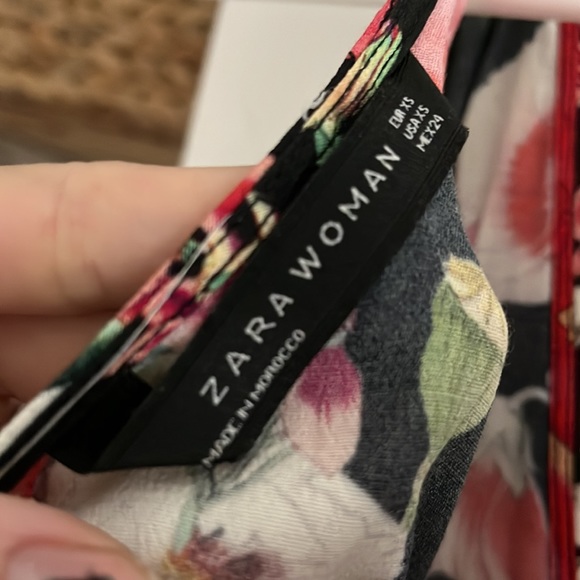 ZARA WOMAN
EUR XS
USA XS
MEX 24
MADE IN MOROCCO